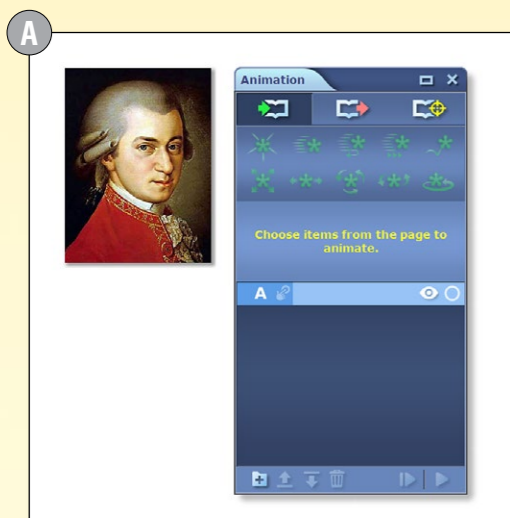 A
Animation
Choose items from the page to
animate.
A